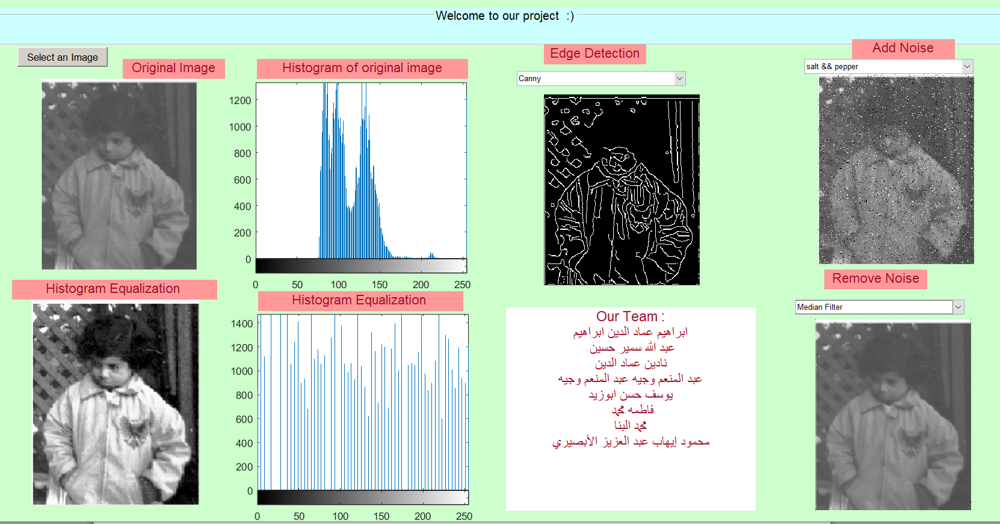 Welcome to our project :)
Select an Image
Original Image
Histogram of original image
1200
1000
800
600
400
200
0
0 50 100 150 200 250
Edge Detection
Canny
Add Noise
salt && pepper
Histogram Equalization
Histogram Equalization
1400
1200
1000
800
600
400
200
0
0 50 100 150 200 250
Our Team :
ابراهيم عماد الدين ابراهيم
عبد الله سمير حسين
نادين عماد الدين
عبد المنعم وجيه عبد المنعم وجيه
يوسف حسن ابوزيد
فاطمه محمد
محمد البنا
محمود إيهاب عبد العزيز الأبصيري
Remove Noise
Median Filter